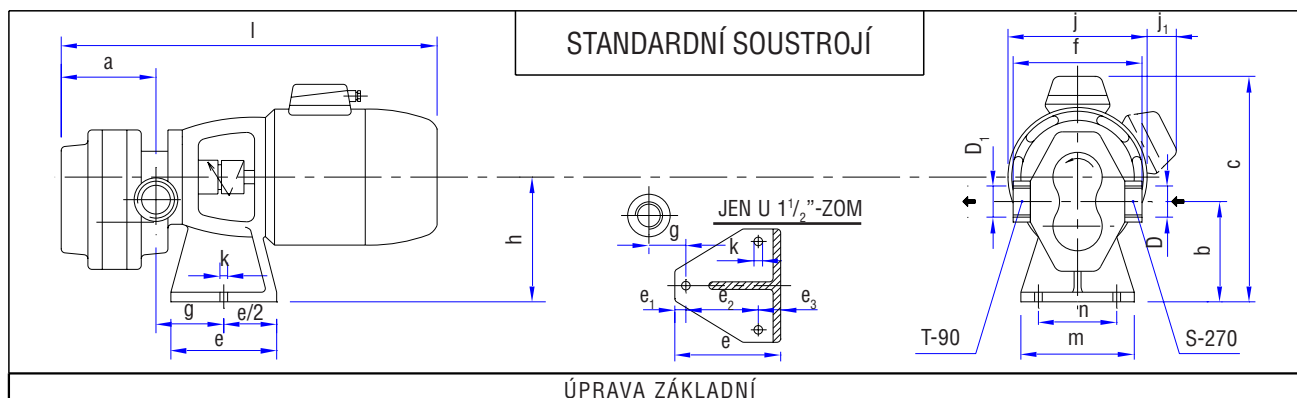 STANDARDNÍ SOUSTROJÍ
l
a
h
k
g
e/2
e
JEN U 1 1/2”-ZOM
g
k
e1
e2
e3
e
j
j1
f
D1
D
c
b
n
m
T-90
S-270
ÚPRAVA ZÁKLADNÍ